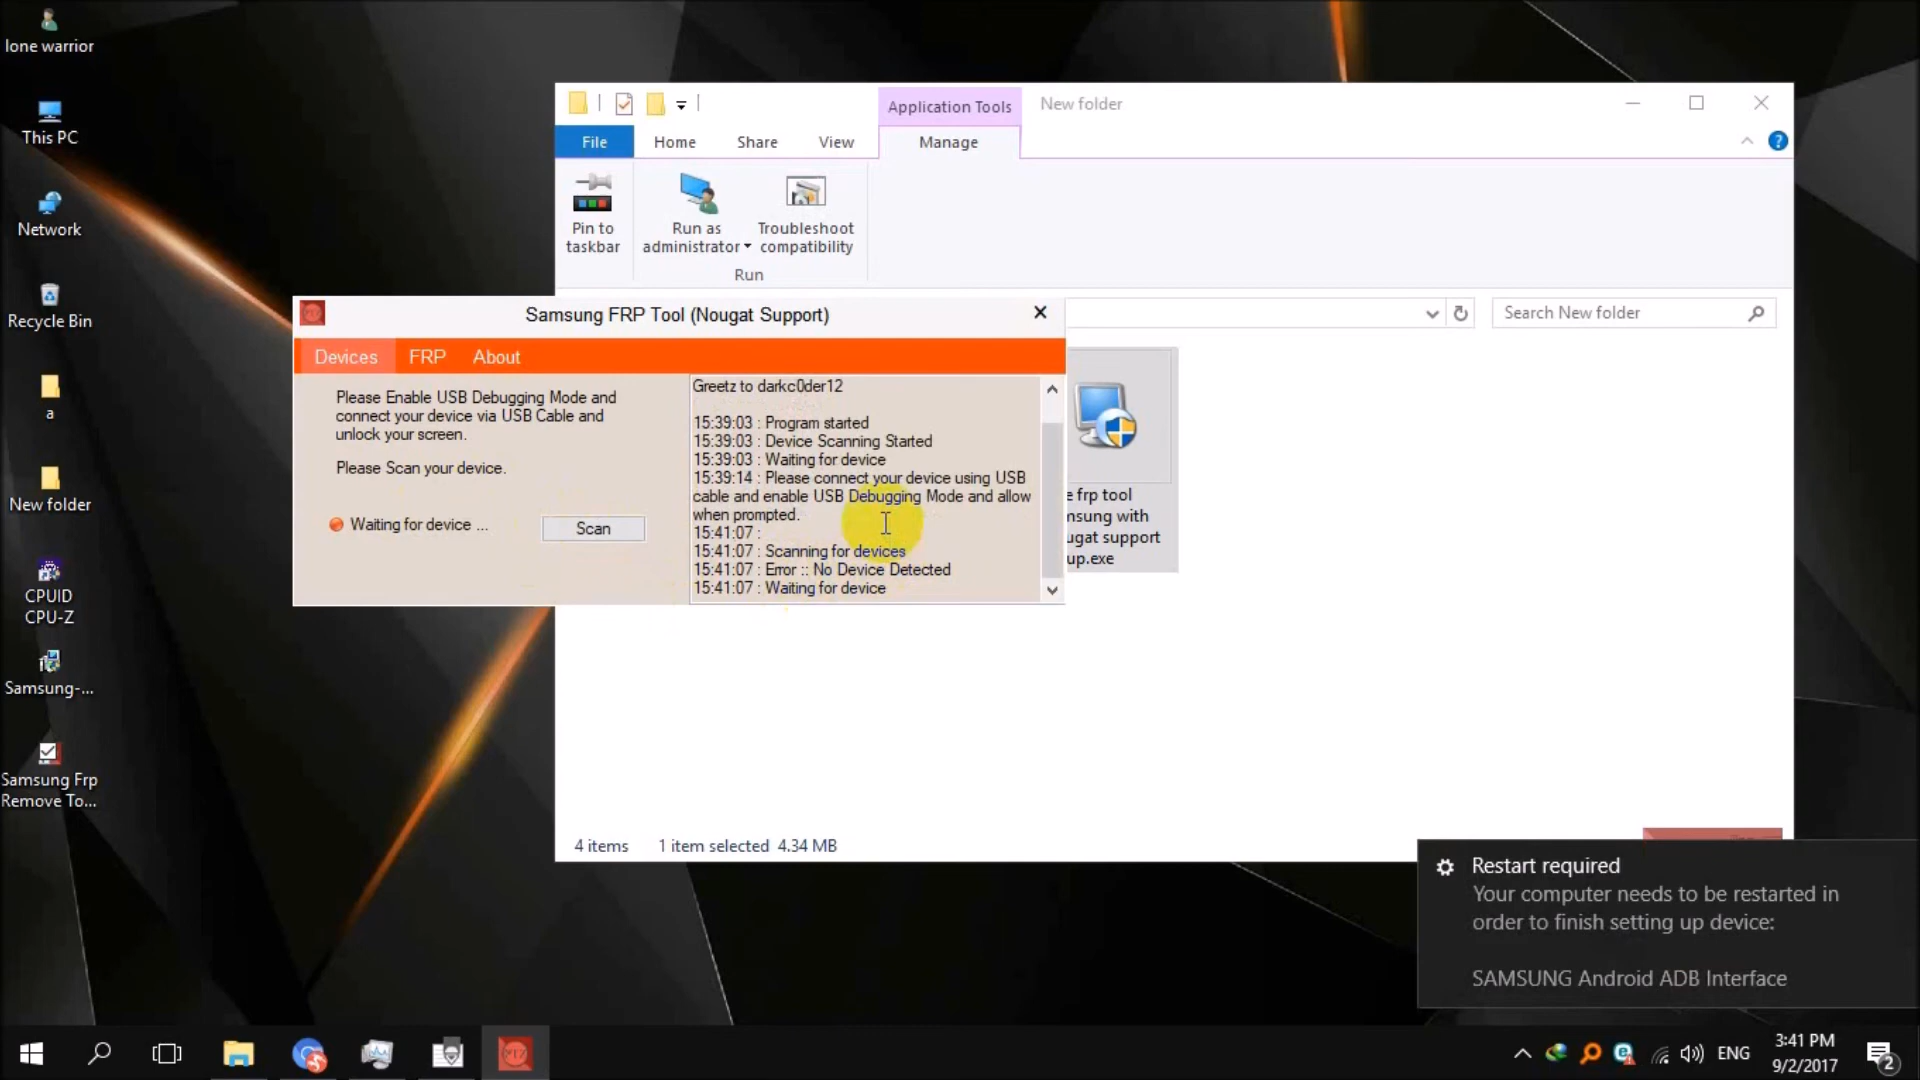 lone warrior
This PC
Network
Recycle Bin
a
New folder
CPUID
CPU-Z
Samsung-...
Samsung Frp
Remove To...
Application Tools
New folder
File
Home
Share
View
Manage
Pin to
taskbar
Run as
administrator
Troubleshoot
compatibility
Run
Search New folder
Samsung FRP Tool (Nougat Support)
Devices
FRP
About
Please Enable USB Debugging Mode and
connect your device via USB Cable and
unlock your screen.
Please Scan your device.
Waiting for device ...
Scan
Greetz to darkc0der12
15:39:03 : Program started
15:39:03 : Device Scanning Started
15:39:03 : Waiting for device
15:39:14 : Please connect your device using USB
cable and enable USB Debugging Mode and allow
when prompted.
15:41:07 :
15:41:07 : Scanning for devices
15:41:07 : Error :: No Device Detected
15:41:07 : Waiting for device
e frp tool
msung with
ugat support
up.exe
4 items
1 item selected 4.34 MB
Restart required
Your computer needs to be restarted in
order to finish setting up device:
SAMSUNG Android ADB Interface
ENG
3:41 PM
9/2/2017
2